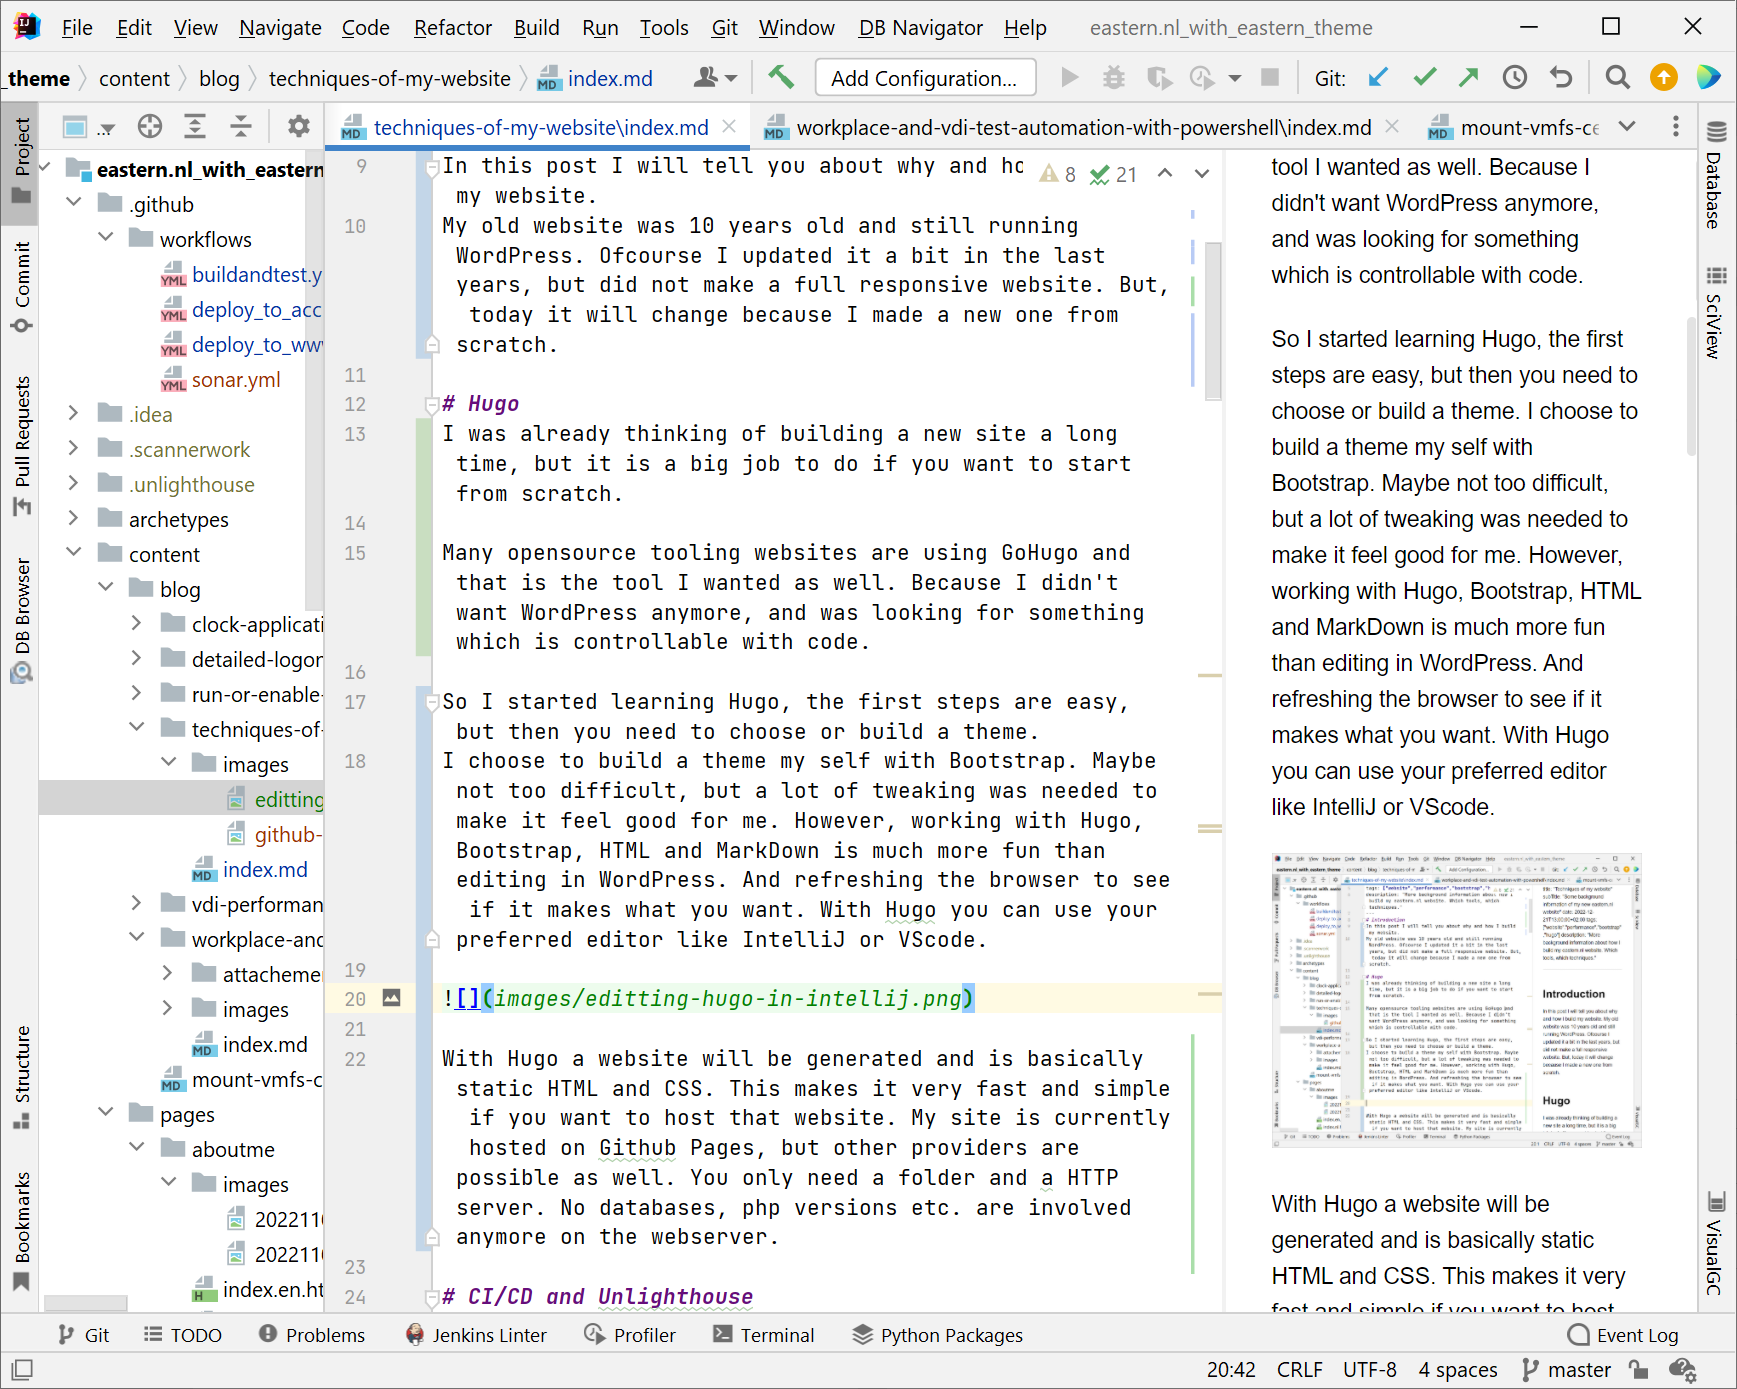 File Edit View Navigate Code Refactor Build Run Tools Git Window DB Navigator Help eastern.nl_with_eastern_theme
_theme content blog techniques-of-my-website index.md Add Configuration... Git:
techniques-of-my-website\index.md workplace-and-vdi-test-automation-with-powershell\index.md mount-vmfs-ce
Project
Commit
Pull Requests
DB Browser
Structure
Bookmarks
eastern.nl_with_eastern
.github
workflows
buildandtest.y
deploy_to_acc
deploy_to_ww
sonar.yml
.idea
.scannerwork
.unlighthouse
archetypes
content
blog
clock-applicati
detailed-logor
run-or-enable-
techniques-of-
images
editting
github-
index.md
vdi-performan
workplace-and
attacheme
images
index.md
mount-vmfs-c
pages
aboutme
images
2022110
2022110
index.en.ht
8 21
9 In this post I will tell you about why and ho
my website.
10 My old website was 10 years old and still running
WordPress. Ofcourse I updated it a bit in the last
years, but did not make a full responsive website. But,
today it will change because I made a new one from
scratch.
11
12 # Hugo
13 I was already thinking of building a new site a long
time, but it is a big job to do if you want to start
from scratch.
14
15 Many opensource tooling websites are using GoHugo and
that is the tool I wanted as well. Because I didn't
want WordPress anymore, and was looking for something
which is controllable with code.
16
17 So I started learning Hugo, the first steps are easy,
but then you need to choose or build a theme.
18 I choose to build a theme my self with Bootstrap. Maybe
not too difficult, but a lot of tweaking was needed to
make it feel good for me. However, working with Hugo,
Bootstrap, HTML and MarkDown is much more fun than
editing in WordPress. And refreshing the browser to see
if it makes what you want. With Hugo you can use your
preferred editor like IntelliJ or VScode.
19
20 ![](images/editting-hugo-in-intellij.png)
21
22 With Hugo a website will be generated and is basically
static HTML and CSS. This makes it very fast and simple
if you want to host that website. My site is currently
hosted on Github Pages, but other providers are
possible as well. You only need a folder and a HTTP
server. No databases, php versions etc. are involved
anymore on the webserver.
23
24 # CI/CD and Unlighthouse
tool I wanted as well. Because I
didn't want WordPress anymore,
and was looking for something
which is controllable with code.
So I started learning Hugo, the first
steps are easy, but then you need to
choose or build a theme. I choose to
build a theme my self with
Bootstrap. Maybe not too difficult,
but a lot of tweaking was needed to
make it feel good for me. However,
working with Hugo, Bootstrap, HTML
and MarkDown is much more fun
than editing in WordPress. And
refreshing the browser to see if it
makes what you want. With Hugo
you can use your preferred editor
like IntelliJ or VScode.
Introduction
Hugo
With Hugo a website will be
generated and is basically static
HTML and CSS. This makes it very
fast and simple if you want to host
Database
SciView
VisualGC
Git TODO Problems Jenkins Linter Profiler Terminal Python Packages Event Log
20:42 CRLF UTF-8 4 spaces master